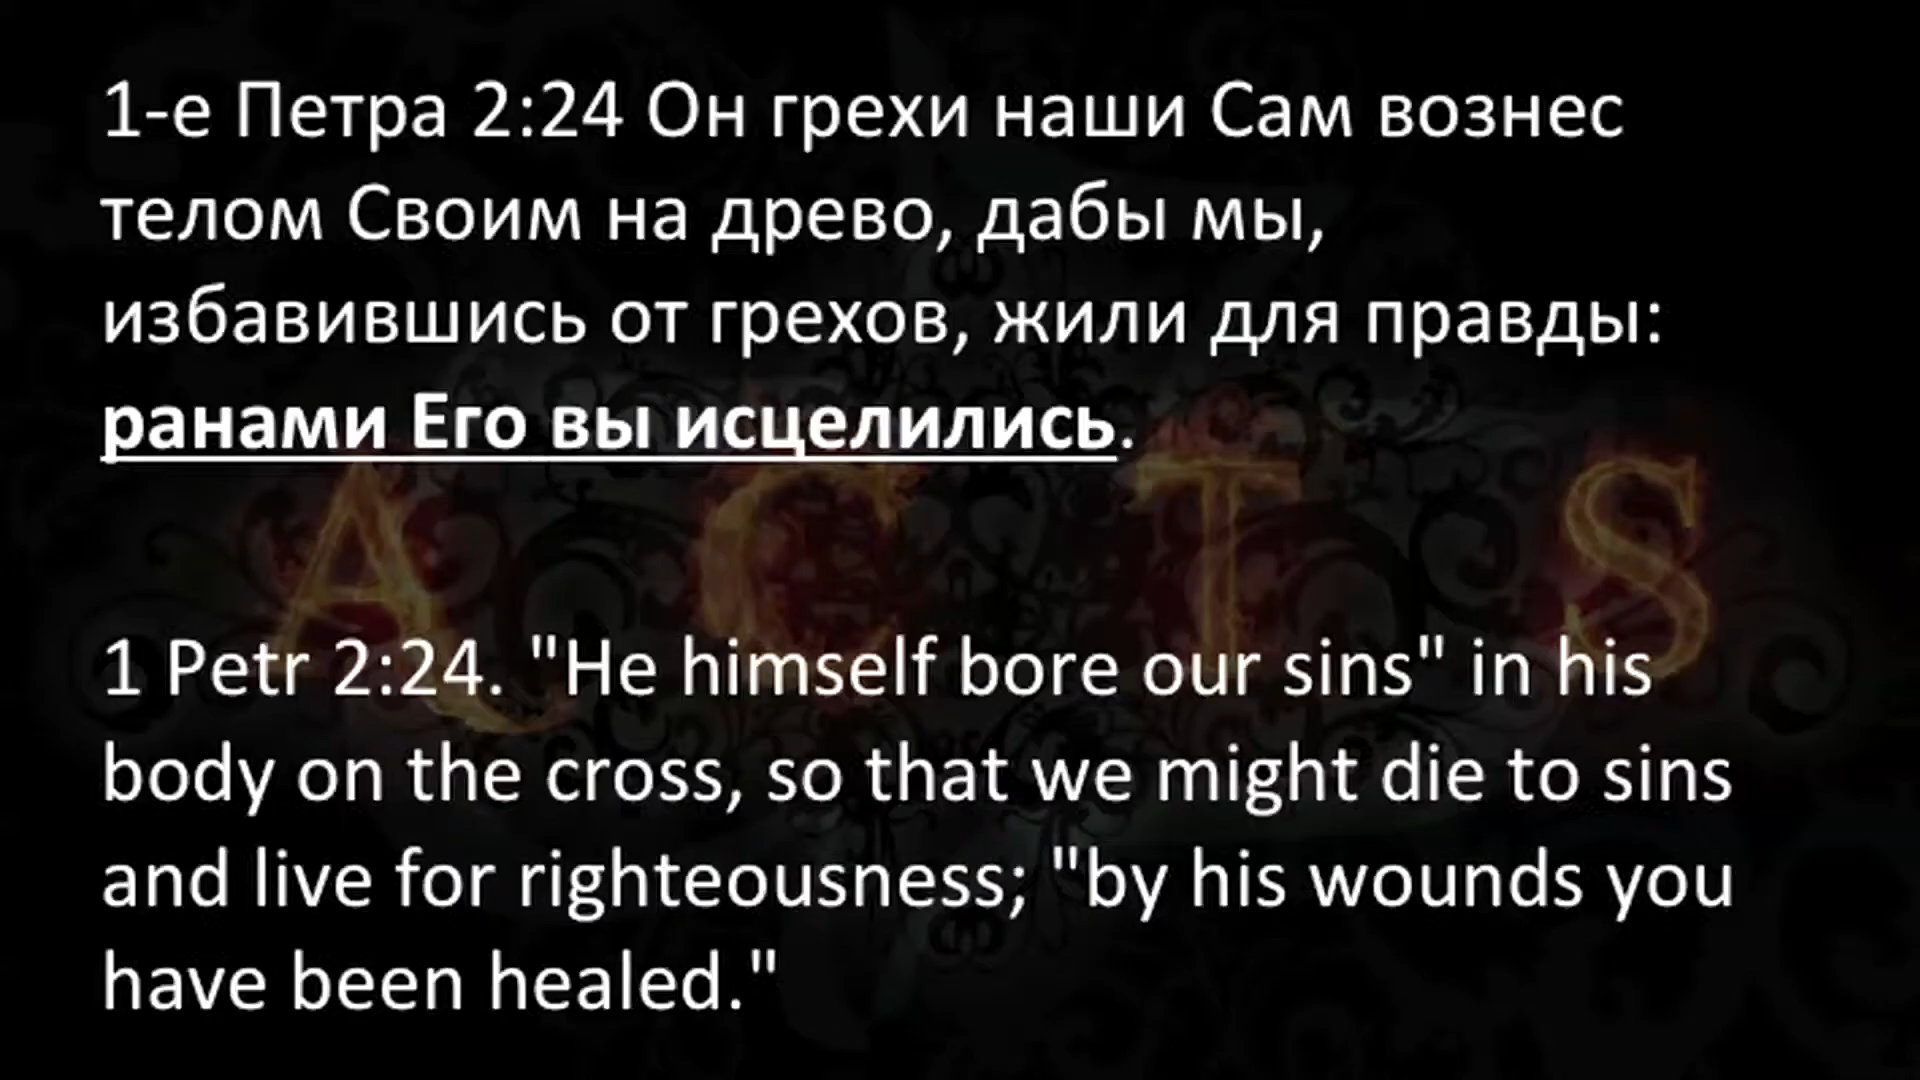 1-е Петра 2:24 Он грехи наши Сам вознес
телом Своим на древо, дабы мы,
избавившись от грехов, жили для правды:
ранами Его вы исцелились.
A C T S
1 Petr 2:24. "He himself bore our sins" in his
body on the cross, so that we might die to sins
and live for righteousness; "by his wounds you
have been healed."